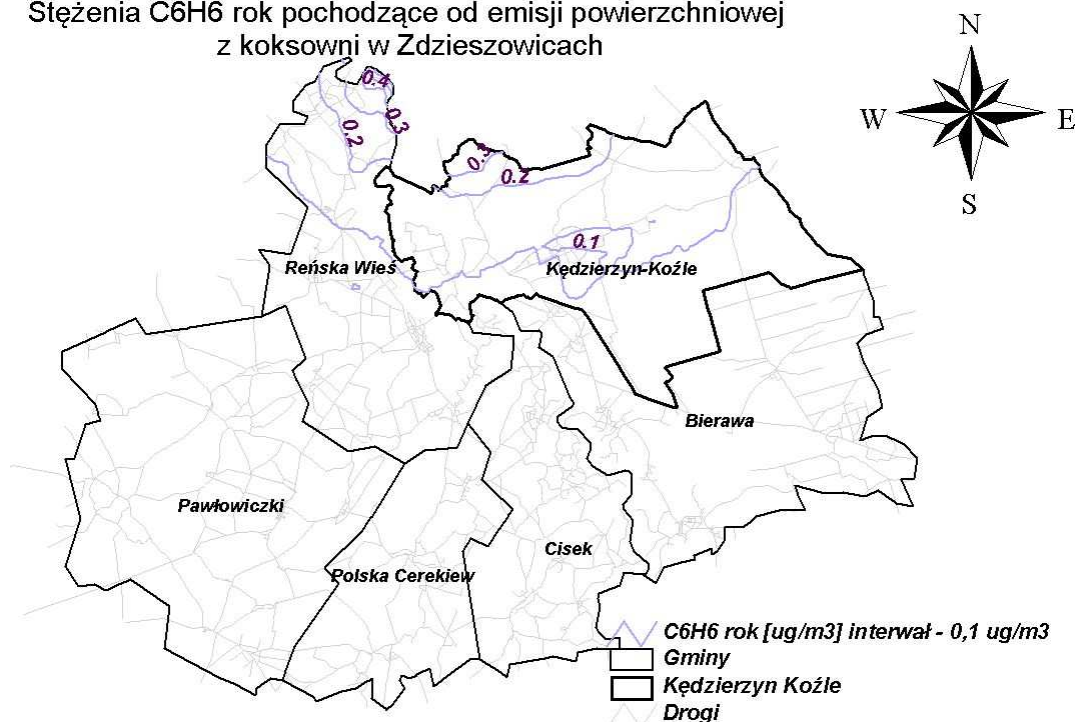 Stężenia C6H6 rok pochodzące od emisji powierzchniowej
z koksowni w Zdzieszowicach
N
W
E
S
0.4
0.3
0.2
0.3
0.2
0.1
Reńska Wieś
Kędzierzyn-Koźle
Bierawa
Pawłowiczki
Cisek
Polska Cerekiew
C6H6 rok [ug/m3] interwał - 0,1 ug/m3
Gminy
Kędzierzyn Koźle
Drogi